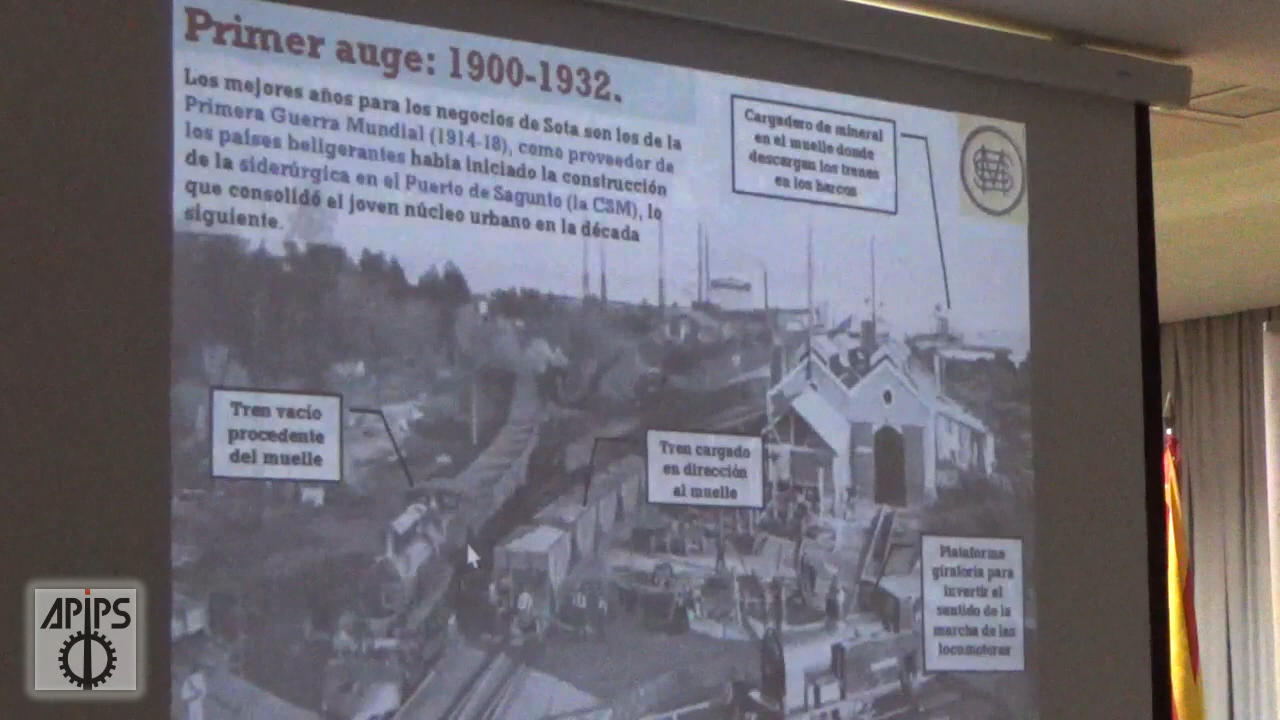 Primer auge: 1900-1932.
Los mejores años para los negocios de Sota son los de la
Primera Guerra Mundial (1914-18), como proveedor de
los países beligerantes había iniciado la construcción
de la siderúrgica en el Puerto de Sagunto (la CSM), lo
que consolidó el joven núcleo urbano en la década
siguiente.
Cargadero de mineral
en el muelle donde
descargan los trenes
en los barcos
Tren vacío
procedente
del muelle
Tren cargado
en dirección
al muelle
Plataforma
giratoria para
invertir el
sentido de la
marcha de las
locomotoras
APIPS